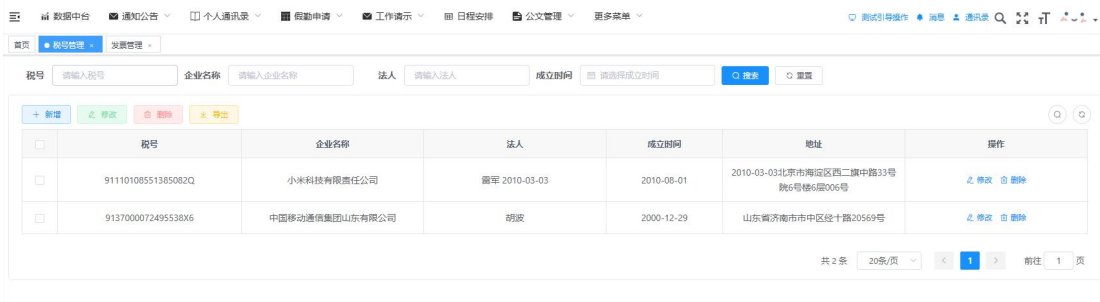 数据中台 通知公告 个人通讯录 假勤申请 工作请示 日程安排 公文管理 更多菜单 测试引导操作 消息 通讯录
首页 税号管理 × 发票管理 ×
税号 请输入税号 企业名称 请输入企业名称 法人 请输入法人 成立时间 请选择成立时间 搜索 重置
+ 新增 修改 删除 导出
税号 企业名称 法人 成立时间 地址 操作
91110108551385082Q 小米科技有限责任公司 雷军 2010-03-03 2010-08-01 2010-03-03北京市海淀区西二旗中路33号
院6号楼6层006号 修改 删除
9137000072495538X6 中国移动通信集团山东有限公司 胡波 2000-12-29 山东省济南市市中区经十路20569号 修改 删除
共 2 条 20条/页 < 1 > 前往 1 页